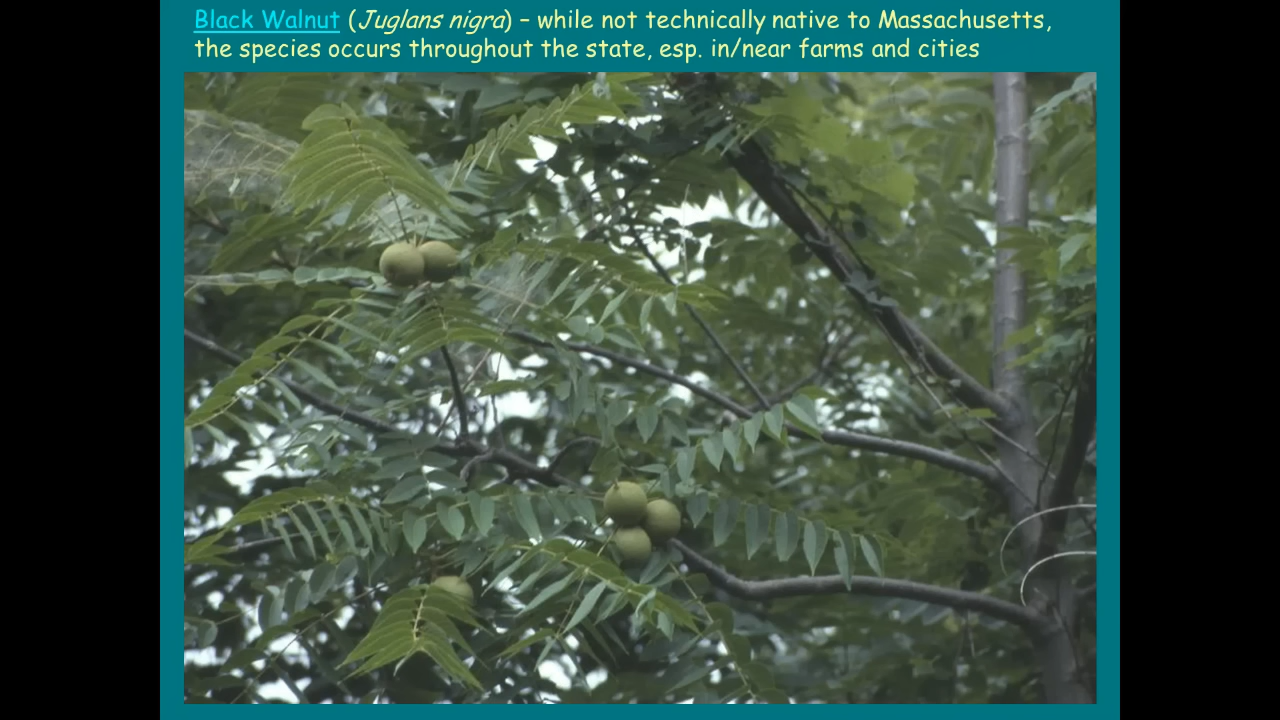 Black Walnut (Juglans nigra) – while not technically native to Massachusetts,
the species occurs throughout the state, esp. in/near farms and cities